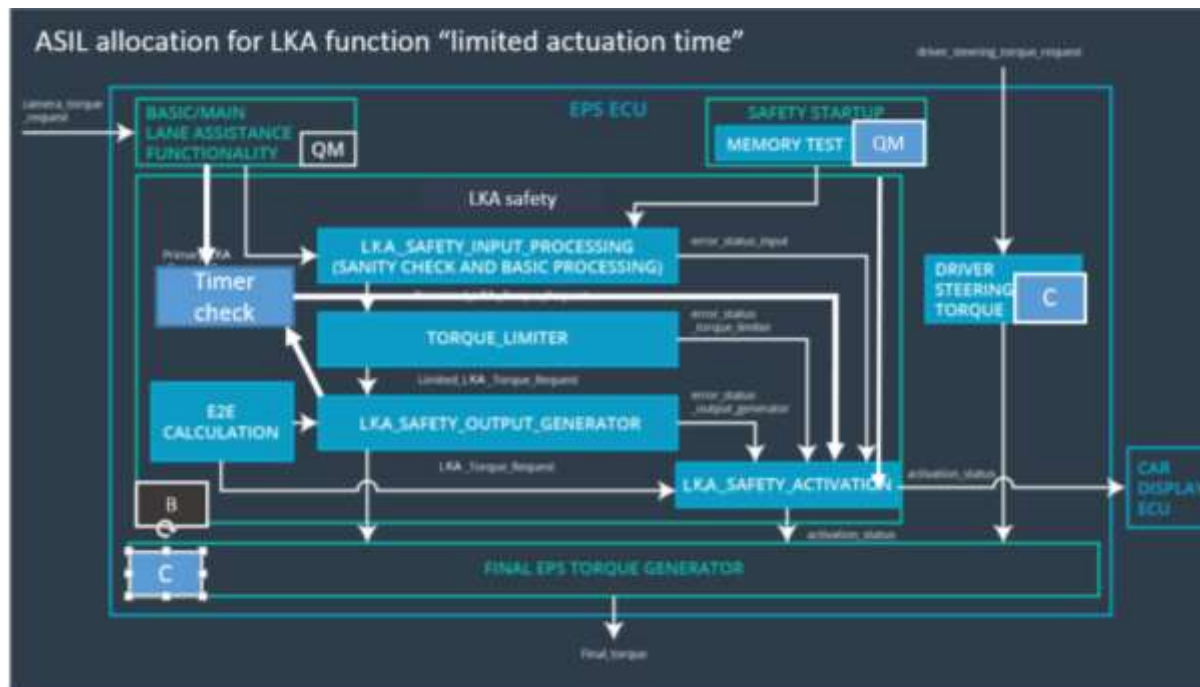 ASIL allocation for LKA function “limited actuation time”
driver_steering_torque_request
camera_torque
_request
BASIC/MAIN
LANE ASSISTANCE
FUNCTIONALITY
QM
EPS ECU
SAFETY STARTUP
MEMORY TEST
QM
LKA safety
LKA_SAFETY_INPUT_PROCESSING
(SANITY CHECK AND BASIC PROCESSING)
error_status_input
Timer
check
DRIVER
STEERING
TORQUE
C
TORQUE_LIMITER
error_status
_torque_limiter
Limited_LKA_Torque_Request
E2E
CALCULATION
LKA_SAFETY_OUTPUT_GENERATOR
error_status
_output_generator
LKA_Torque_Request
LKA_SAFETY_ACTIVATION
activation_status
CAR
DISPLAY
ECU
B
activation_status
C
FINAL EPS TORQUE GENERATOR
Final_torque